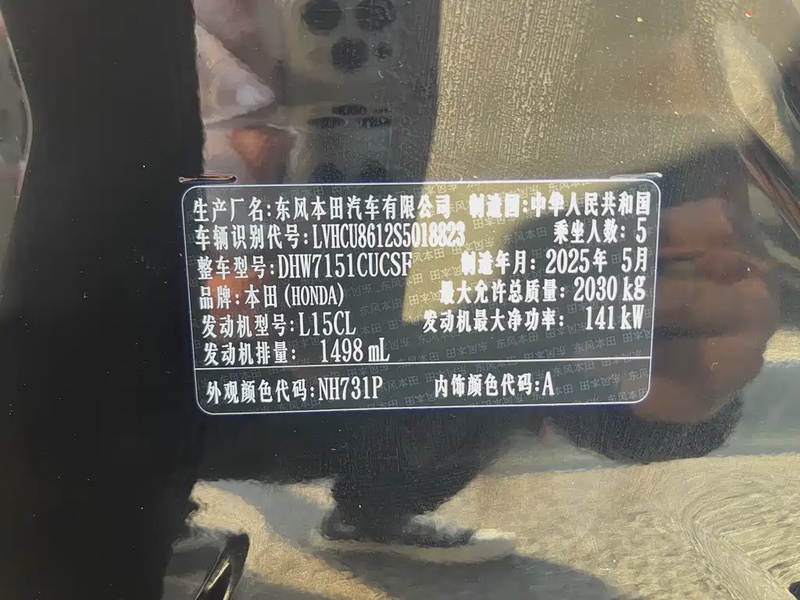 生产厂名:东风本田汽车有限公司 制造国:中华人民共和国
车辆识别代号:LVHCU8612S5018823 乘坐人数:5
整车型号:DHW7151CUCSF 制造年月:2025年 5月
品牌:本田(HONDA) 最大允许总质量:2030kg
发动机型号:L15CL 发动机最大净功率: 141kW
发动机排量: 1498mL
外观颜色代码:NH731P 内饰颜色代码:A